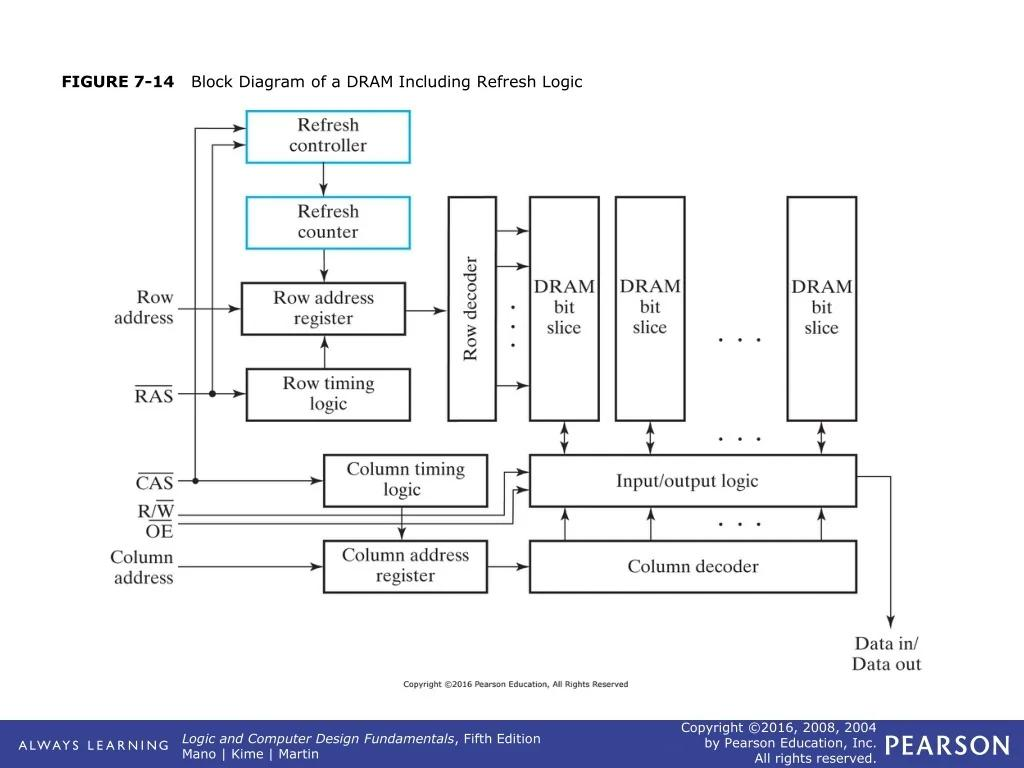 FIGURE 7-14 Block Diagram of a DRAM Including Refresh Logic
Refresh
controller
Refresh
counter
Row address
register
Row
address
Row timing
logic
R̅A̅S̅
Row decoder
DRAM
bit
slice
DRAM
bit
slice
. . .
DRAM
bit
slice
. . .
C̅A̅S̅
Column timing
logic
Input/output logic
R/W̅
O̅E̅
. . .
Column
address
Column address
register
Column decoder
Data in/
Data out
Copyright ©2016 Pearson Education, All Rights Reserved
ALWAYS LEARNING
Logic and Computer Design Fundamentals, Fifth Edition
Mano | Kime | Martin
Copyright ©2016, 2008, 2004
by Pearson Education, Inc.
All rights reserved.
PEARSON